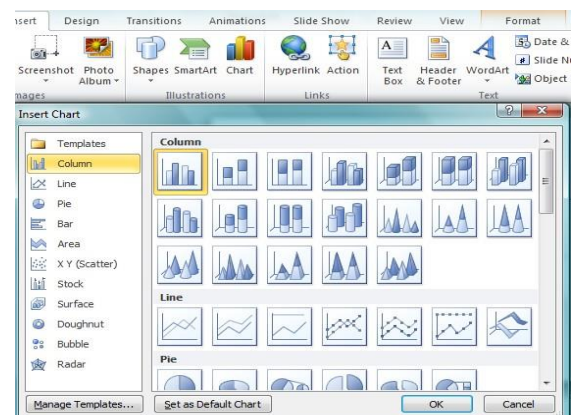 nsert Design Transitions Animations Slide Show Review View Format
Screenshot Photo Album Shapes SmartArt Chart Hyperlink Action Text Box Header & Footer WordArt Date &
Slide N
Object
mages Illustrations Links Text
Insert Chart
Templates
Column
Line
Pie
Bar
Area
X Y (Scatter)
Stock
Surface
Doughnut
Bubble
Radar
Column
Line
Pie
Manage Templates... Set as Default Chart OK Cancel